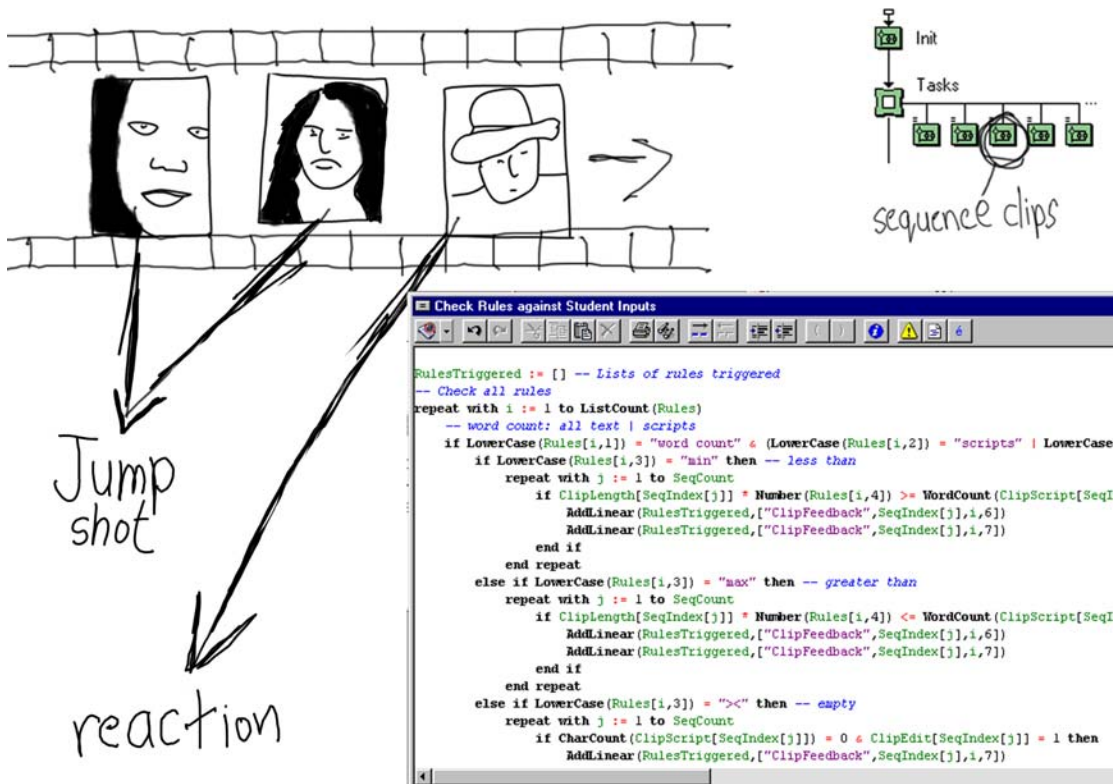 Init
Tasks
...
sequence clips
Jump
shot
reaction
Check Rules against Student Inputs
RulesTriggered := [] -- Lists of rules triggered
-- Check all rules
repeat with i := 1 to ListCount(Rules)
-- word count: all text | scripts
if LowerCase(Rules[i,1]) = "word count" & (LowerCase(Rules[i,2]) = "scripts" | LowerCase
if LowerCase(Rules[i,3]) = "min" then -- less than
repeat with j := 1 to SeqCount
if ClipLength[SeqIndex[j]] * Number(Rules[i,4]) >= WordCount(ClipScript[SeqI
AddLinear(RulesTriggered,["ClipFeedback",SeqIndex[j],i,6])
AddLinear(RulesTriggered,["ClipFeedback",SeqIndex[j],i,7])
end if
end repeat
else if LowerCase(Rules[i,3]) = "max" then -- greater than
repeat with j := 1 to SeqCount
if ClipLength[SeqIndex[j]] * Number(Rules[i,4]) <= WordCount(ClipScript[SeqI
AddLinear(RulesTriggered,["ClipFeedback",SeqIndex[j],i,6])
AddLinear(RulesTriggered,["ClipFeedback",SeqIndex[j],i,7])
end if
end repeat
else if LowerCase(Rules[i,3]) = "><" then -- empty
repeat with j := 1 to SeqCount
if CharCount(ClipScript[SeqIndex[j]]) = 0 & ClipEdit[SeqIndex[j]] = 1 then
AddLinear(RulesTriggered,["ClipFeedback",SeqIndex[j],i,7])